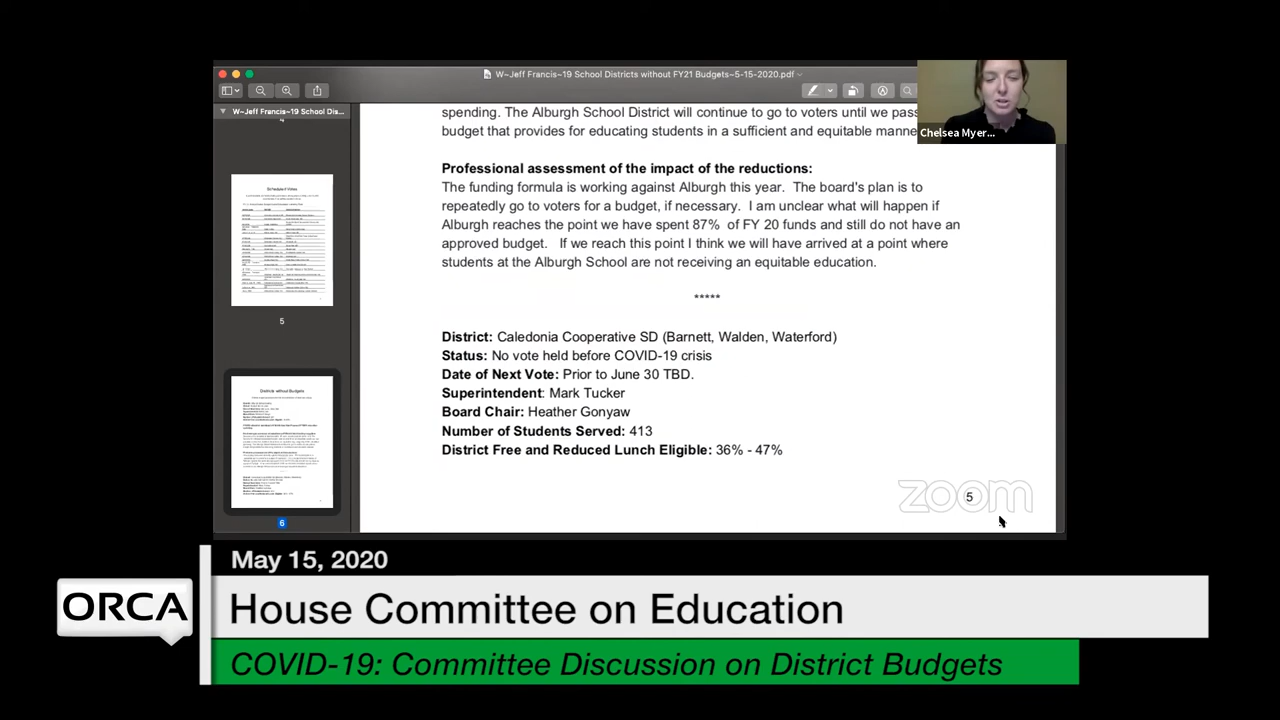 W~Jeff Francis~19 School Districts without FY21 Budgets~5-15-2020.pdf
W~Jeff Francis~19 School Dis...
4
5
Districts without Budgets
6
spending. The Alburgh School District will continue to go to voters until we pass
budget that provides for educating students in a sufficient and equitable manne
Professional assessment of the impact of the reductions:
The funding formula is working against Alburgh this year. The board's plan is to
repeatedly go to voters for a budget, if necessary. I am unclear what will happen if
Alburgh reaches the point we have spent 87% of FY 20 funds and still do not have an
approved budget. If we reach this point, then we will have arrived at a point where
students at the Alburgh School are not receiving an equitable education.
*****
District: Caledonia Cooperative SD (Barnett, Walden, Waterford)
Status: No vote held before COVID-19 crisis
Date of Next Vote: Prior to June 30 TBD.
Superintendent: Mark Tucker
Board Chair: Heather Gonyaw
Number of Students Served: 413
District Free and Reduced Lunch Eligible: 36% - 47%
5
zoom
Chelsea Myer...
May 15, 2020
ORCA
House Committee on Education
COVID-19: Committee Discussion on District Budgets